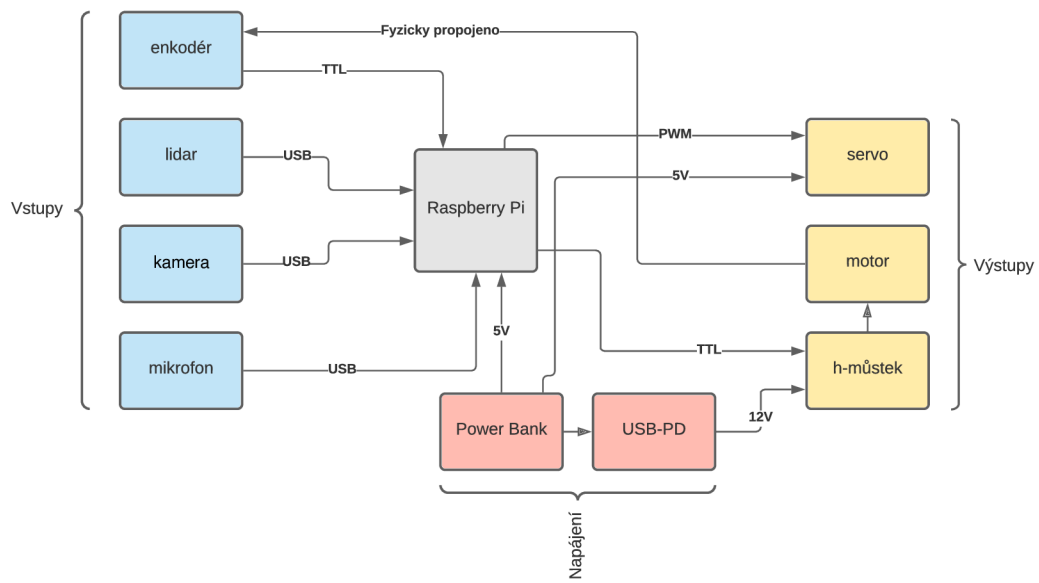 enkodér
Fyzicky propojeno
TTL
lidar
USB
PWM
servo
5V
Vstupy
Raspberry Pi
kamera
USB
motor
Výstupy
5V
mikrofon
USB
TTL
h-můstek
Power Bank
USB-PD
12V
Napájení